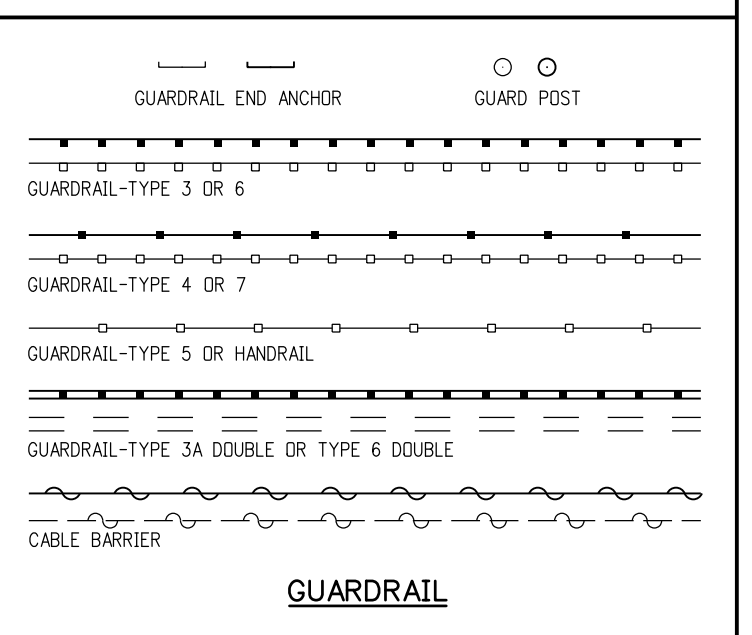 GUARDRAIL END ANCHOR GUARD POST
GUARDRAIL-TYPE 3 OR 6
GUARDRAIL-TYPE 4 OR 7
GUARDRAIL-TYPE 5 OR HANDRAIL
GUARDRAIL-TYPE 3A DOUBLE OR TYPE 6 DOUBLE
CABLE BARRIER
GUARDRAIL